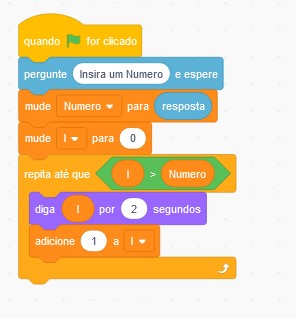 quando for clicado
pergunte Insira um Numero e espere
mude Numero para resposta
mude I para 0
repita até que I > Numero
diga I por 2 segundos
adicione 1 a I